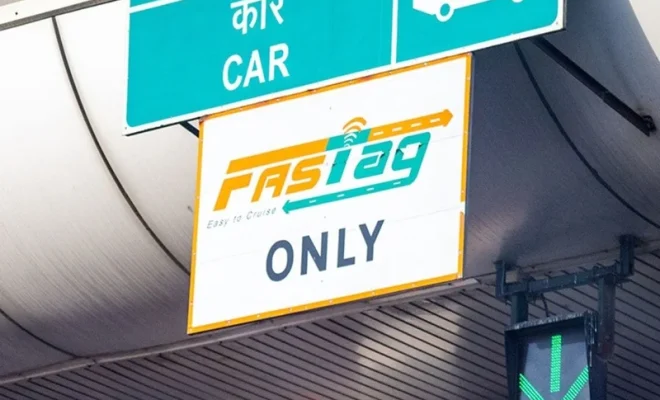 कार
CAR
FASTag
Easy to Cruise
ONLY